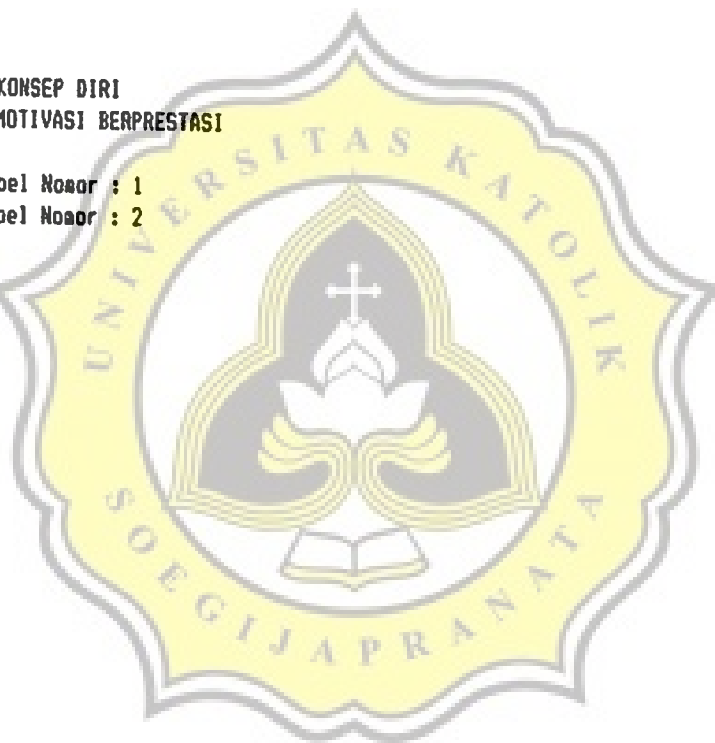 KONSEP DIRI
MOTIVASI BERPRESTASI
bel Nomor : 1
bel Nomor : 2
UNIVERSITAS KATOLIK
SOEGIJAPRANATA